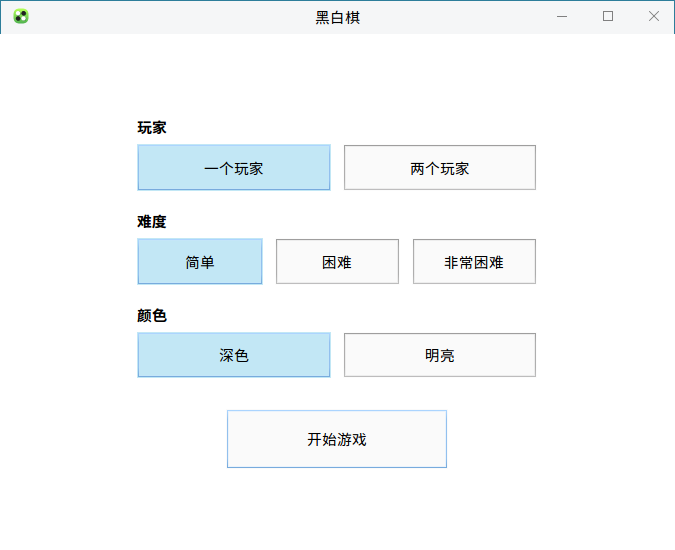 黑白棋
玩家
一个玩家 两个玩家
难度
简单 困难 非常困难
颜色
深色 明亮
开始游戏